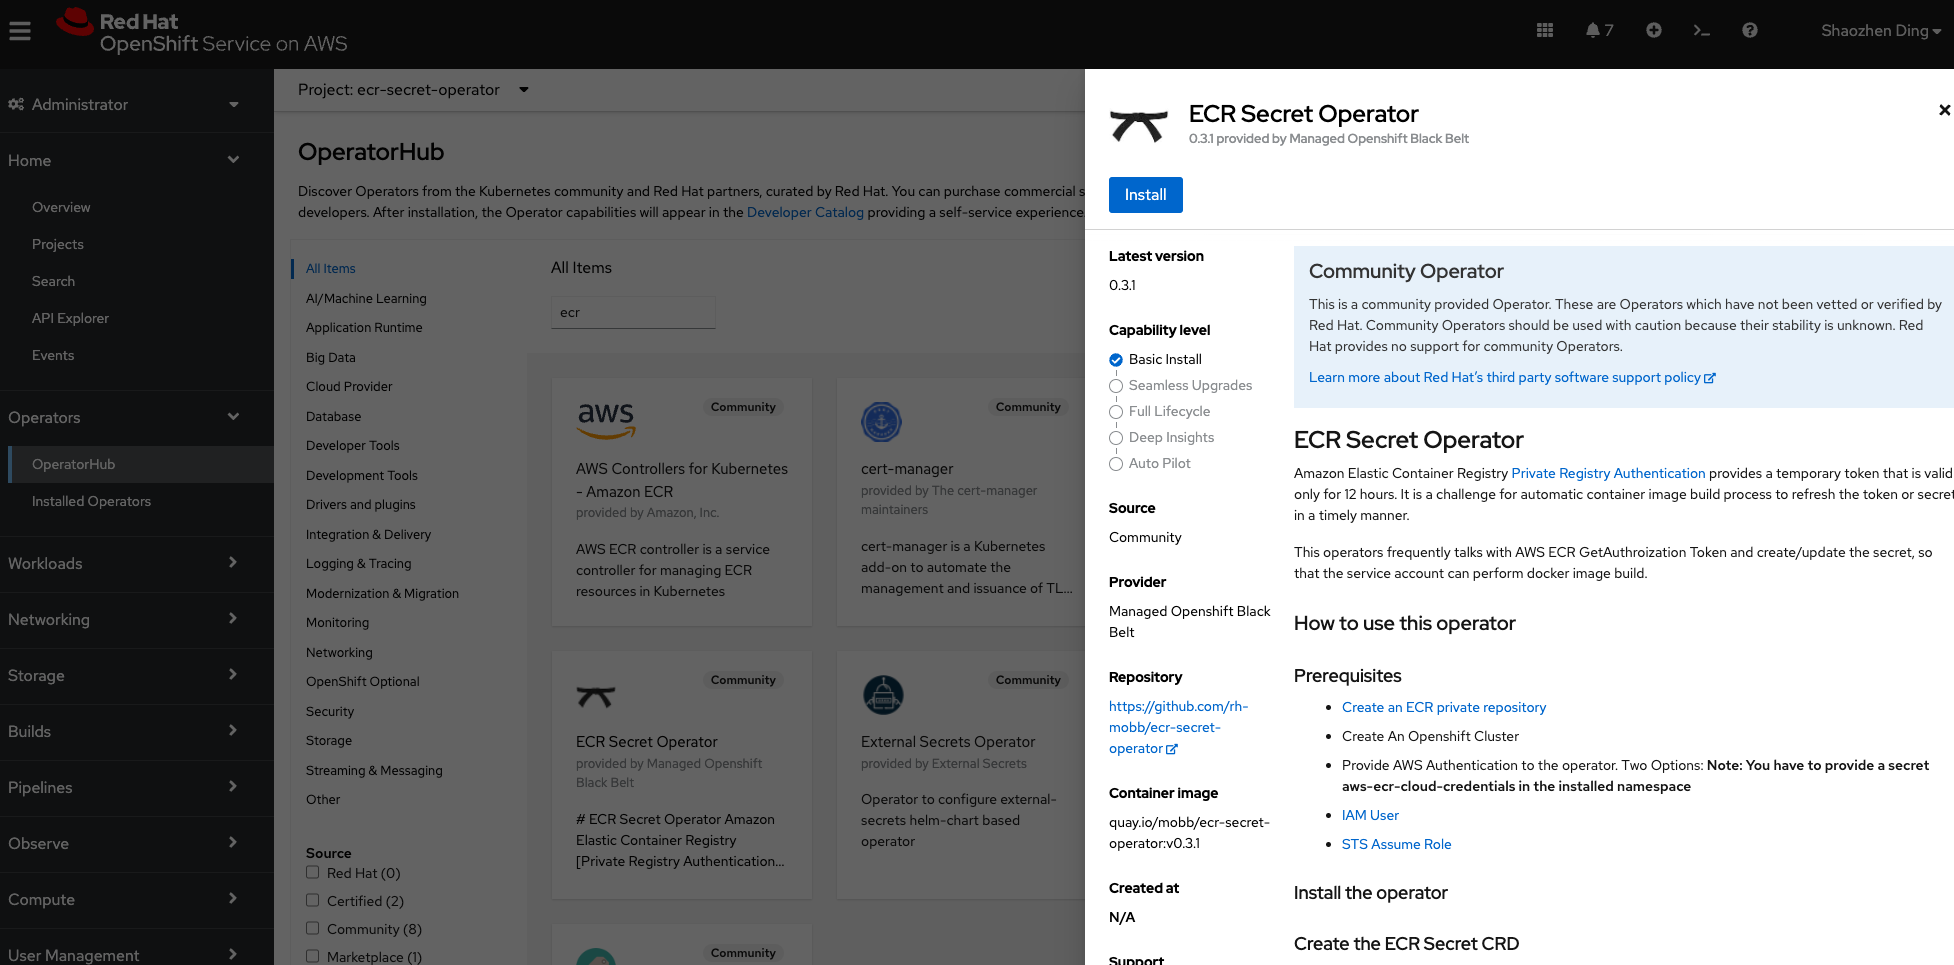 Red Hat
OpenShift Service on AWS
7
Shaozhen Ding
Administrator
Home
Overview
Projects
Search
API Explorer
Events
Operators
OperatorHub
Installed Operators
Workloads
Networking
Storage
Builds
Pipelines
Observe
Compute
User Management
Project: ecr-secret-operator
OperatorHub
Discover Operators from the Kubernetes community and Red Hat partners, curated by Red Hat. You can purchase commercial s
developers. After installation, the Operator capabilities will appear in the Developer Catalog providing a self-service experience
All Items
AI/Machine Learning
Application Runtime
Big Data
Cloud Provider
Database
Developer Tools
Development Tools
Drivers and plugins
Integration & Delivery
Logging & Tracing
Modernization & Migration
Monitoring
Networking
OpenShift Optional
Security
Storage
Streaming & Messaging
Other
Source
Red Hat (0)
Certified (2)
Community (8)
Marketplace (1)
All Items
ecr
aws
Community
AWS Controllers for Kubernetes
- Amazon ECR
provided by Amazon, Inc.
AWS ECR controller is a service
controller for managing ECR
resources in Kubernetes
Community
cert-manager
provided by The cert-manager
maintainers
cert-manager is a Kubernetes
add-on to automate the
management and issuance of TL...
Community
ECR Secret Operator
provided by Managed Openshift
Black Belt
# ECR Secret Operator Amazon
Elastic Container Registry
[Private Registry Authentication...
Community
External Secrets Operator
provided by External Secrets
Operator to configure external-
secrets helm-chart based
operator
Community
ECR Secret Operator
0.3.1 provided by Managed Openshift Black Belt
Install
Latest version
0.3.1
Capability level
Basic Install
Seamless Upgrades
Full Lifecycle
Deep Insights
Auto Pilot
Source
Community
Provider
Managed Openshift Black
Belt
Repository
https://github.com/rh-
mobb/ecr-secret-
operator
Container image
quay.io/mobb/ecr-secret-
operator:v0.3.1
Created at
N/A
Support
Community Operator
This is a community provided Operator. These are Operators which have not been vetted or verified by
Red Hat. Community Operators should be used with caution because their stability is unknown. Red
Hat provides no support for community Operators.
Learn more about Red Hat's third party software support policy
ECR Secret Operator
Amazon Elastic Container Registry Private Registry Authentication provides a temporary token that is valid
only for 12 hours. It is a challenge for automatic container image build process to refresh the token or secret
in a timely manner.
This operators frequently talks with AWS ECR GetAuthroization Token and create/update the secret, so
that the service account can perform docker image build.
How to use this operator
Prerequisites
Create an ECR private repository
Create An Openshift Cluster
Provide AWS Authentication to the operator. Two Options: Note: You have to provide a secret
aws-ecr-cloud-credentials in the installed namespace
IAM User
STS Assume Role
Install the operator
Create the ECR Secret CRD